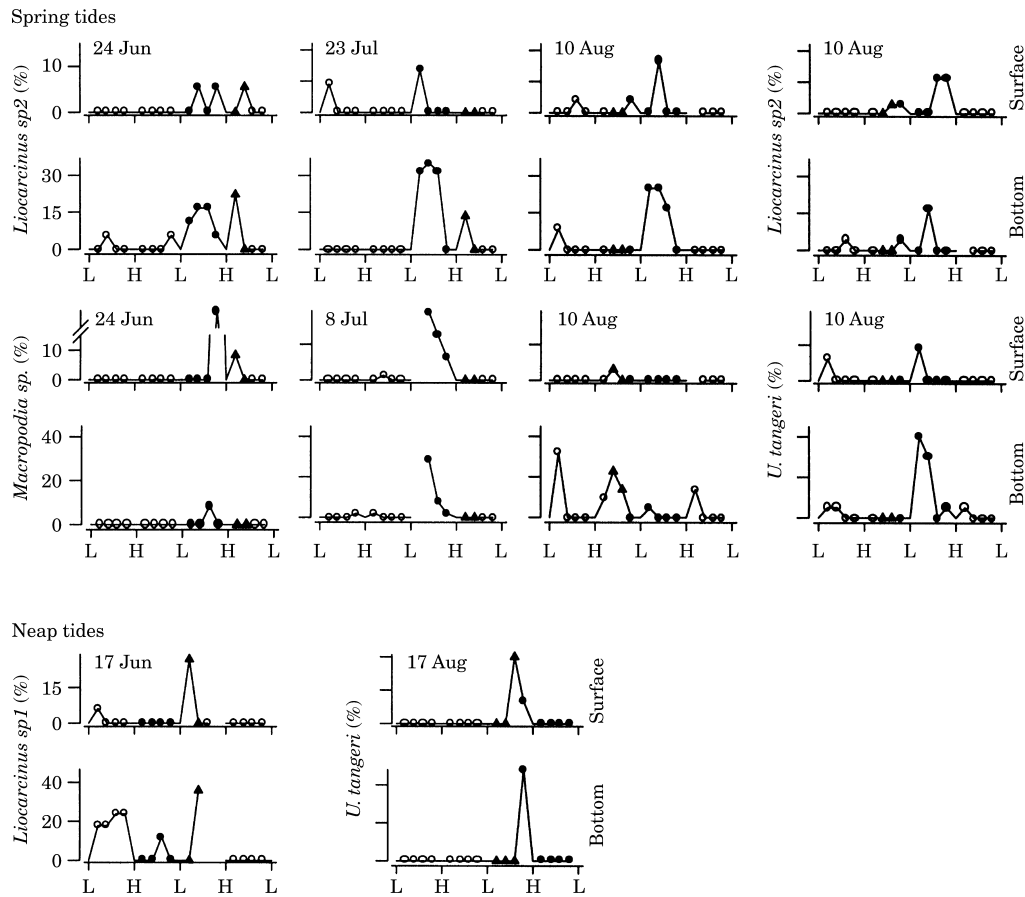 Spring tides
24 Jun
23 Jul
10 Aug
10 Aug
Liocarcinus sp2 (%)
10
0
30
15
0
Liocarcinus sp2 (%)
Surface
Bottom
L H L H L
L H L H L
L H L H L
L H L H L
24 Jun
8 Jul
10 Aug
10 Aug
Macropodia sp. (%)
10
0
40
20
0
U. tangeri (%)
Surface
Bottom
L H L H L
L H L H L
L H L H L
L H L H L
Neap tides
17 Jun
17 Aug
Liocarcinus sp1 (%)
15
0
40
20
0
U. tangeri (%)
Surface
Bottom
L H L H L
L H L H L